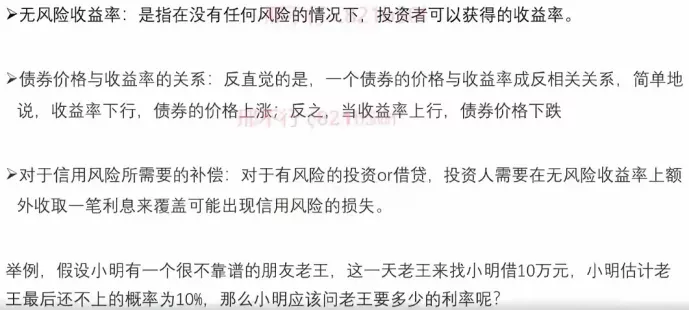 ➤无风险收益率：是指在没有任何风险的情况下，投资者可以获得的收益率。
➤债券价格与收益率的关系：反直觉的是，一个债券的价格与收益率成反相关关系，简单地
说，收益率下行，债券的价格上涨；反之，当收益率上行，债券价格下跌
➤对于信用风险所需要的补偿：对于有风险的投资or借贷，投资人需要在无风险收益率上额
外收取一笔利息来覆盖可能出现信用风险的损失。
举例，假设小明有一个很不靠谱的朋友老王，这一天老王来找小明借10万元，小明估计老
王最后还不上的概率为10%，那么小明应该问老王要多少的利率呢？